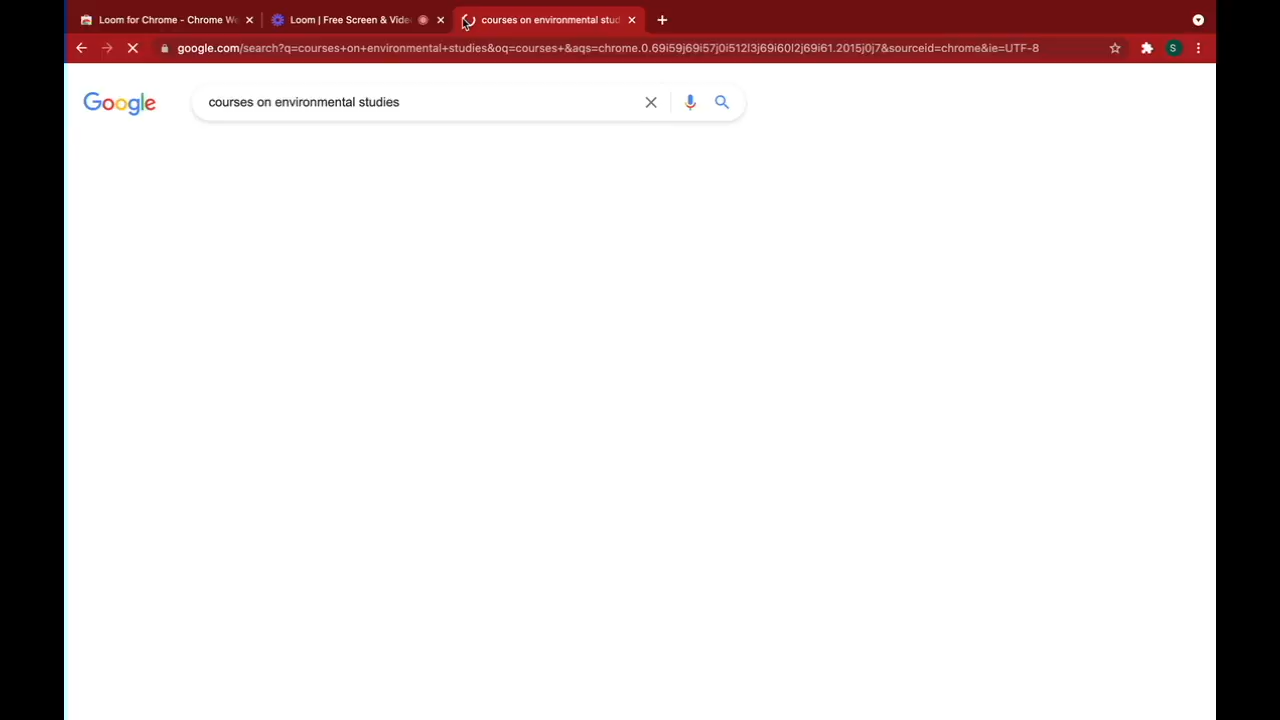 Loom for Chrome - Chrome We
Loom | Free Screen & Vide
courses on environmental stud
google.com/search?q=courses+on+environmental+studies&oq=courses+&aqs=chrome.0.69i59j69i57j0i512l3j69i60l2j69i61.2015j0j7&sourceid=chrome&ie=UTF-8
S
Google
courses on environmental studies